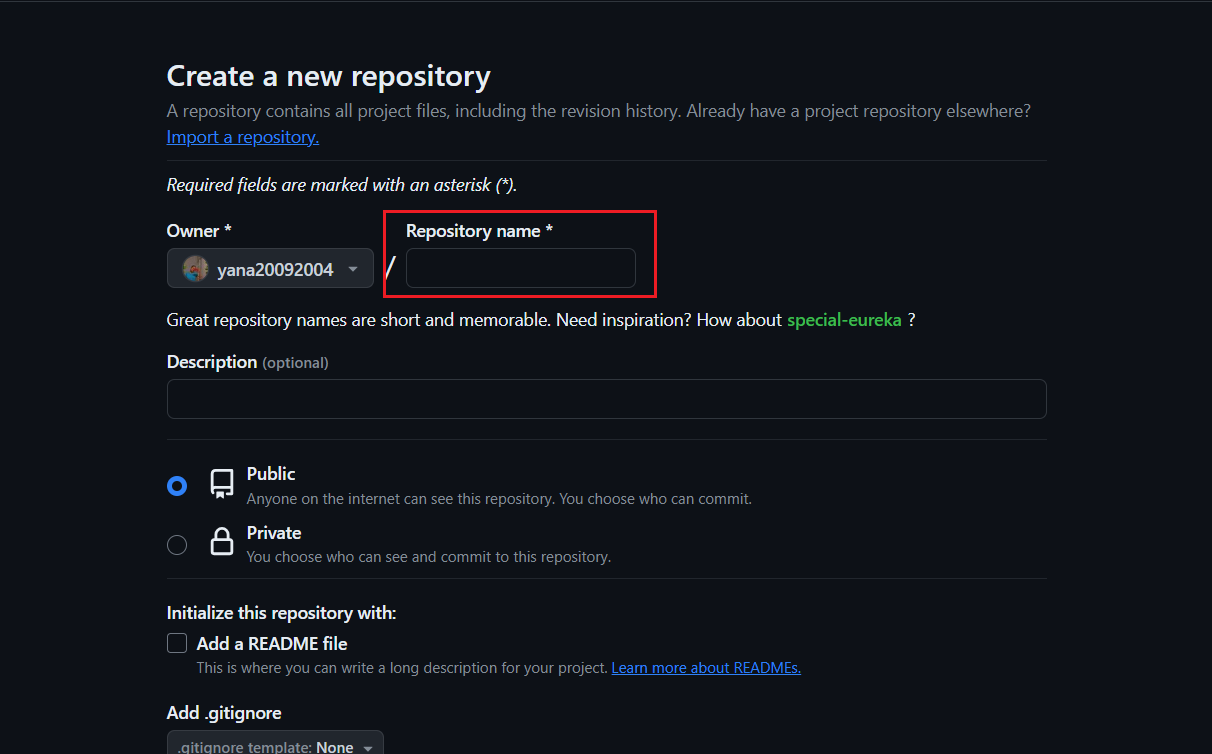 Create a new repository
A repository contains all project files, including the revision history. Already have a project repository elsewhere?
Import a repository.
Required fields are marked with an asterisk (*).
Owner *
Repository name *
yana20092004
/
Great repository names are short and memorable. Need inspiration? How about special-eureka ?
Description (optional)
Public
Anyone on the internet can see this repository. You choose who can commit.
Private
You choose who can see and commit to this repository.
Initialize this repository with:
Add a README file
This is where you can write a long description for your project. Learn more about READMEs.
Add .gitignore
.gitignore template: None